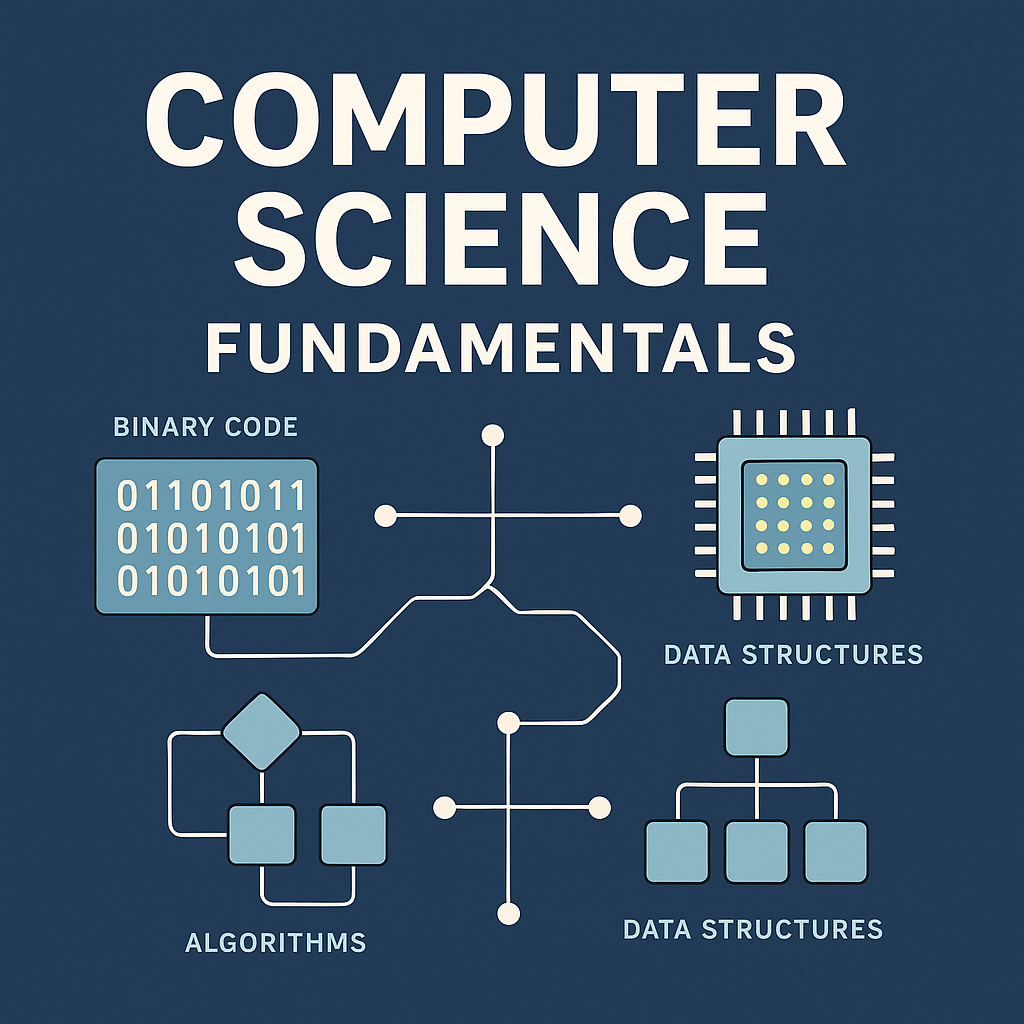 COMPUTER
SCIENCE
FUNDAMENTALS
BINARY CODE
01101011
01010101
01010101
DATA STRUCTURES
ALGORITHMS
DATA STRUCTURES